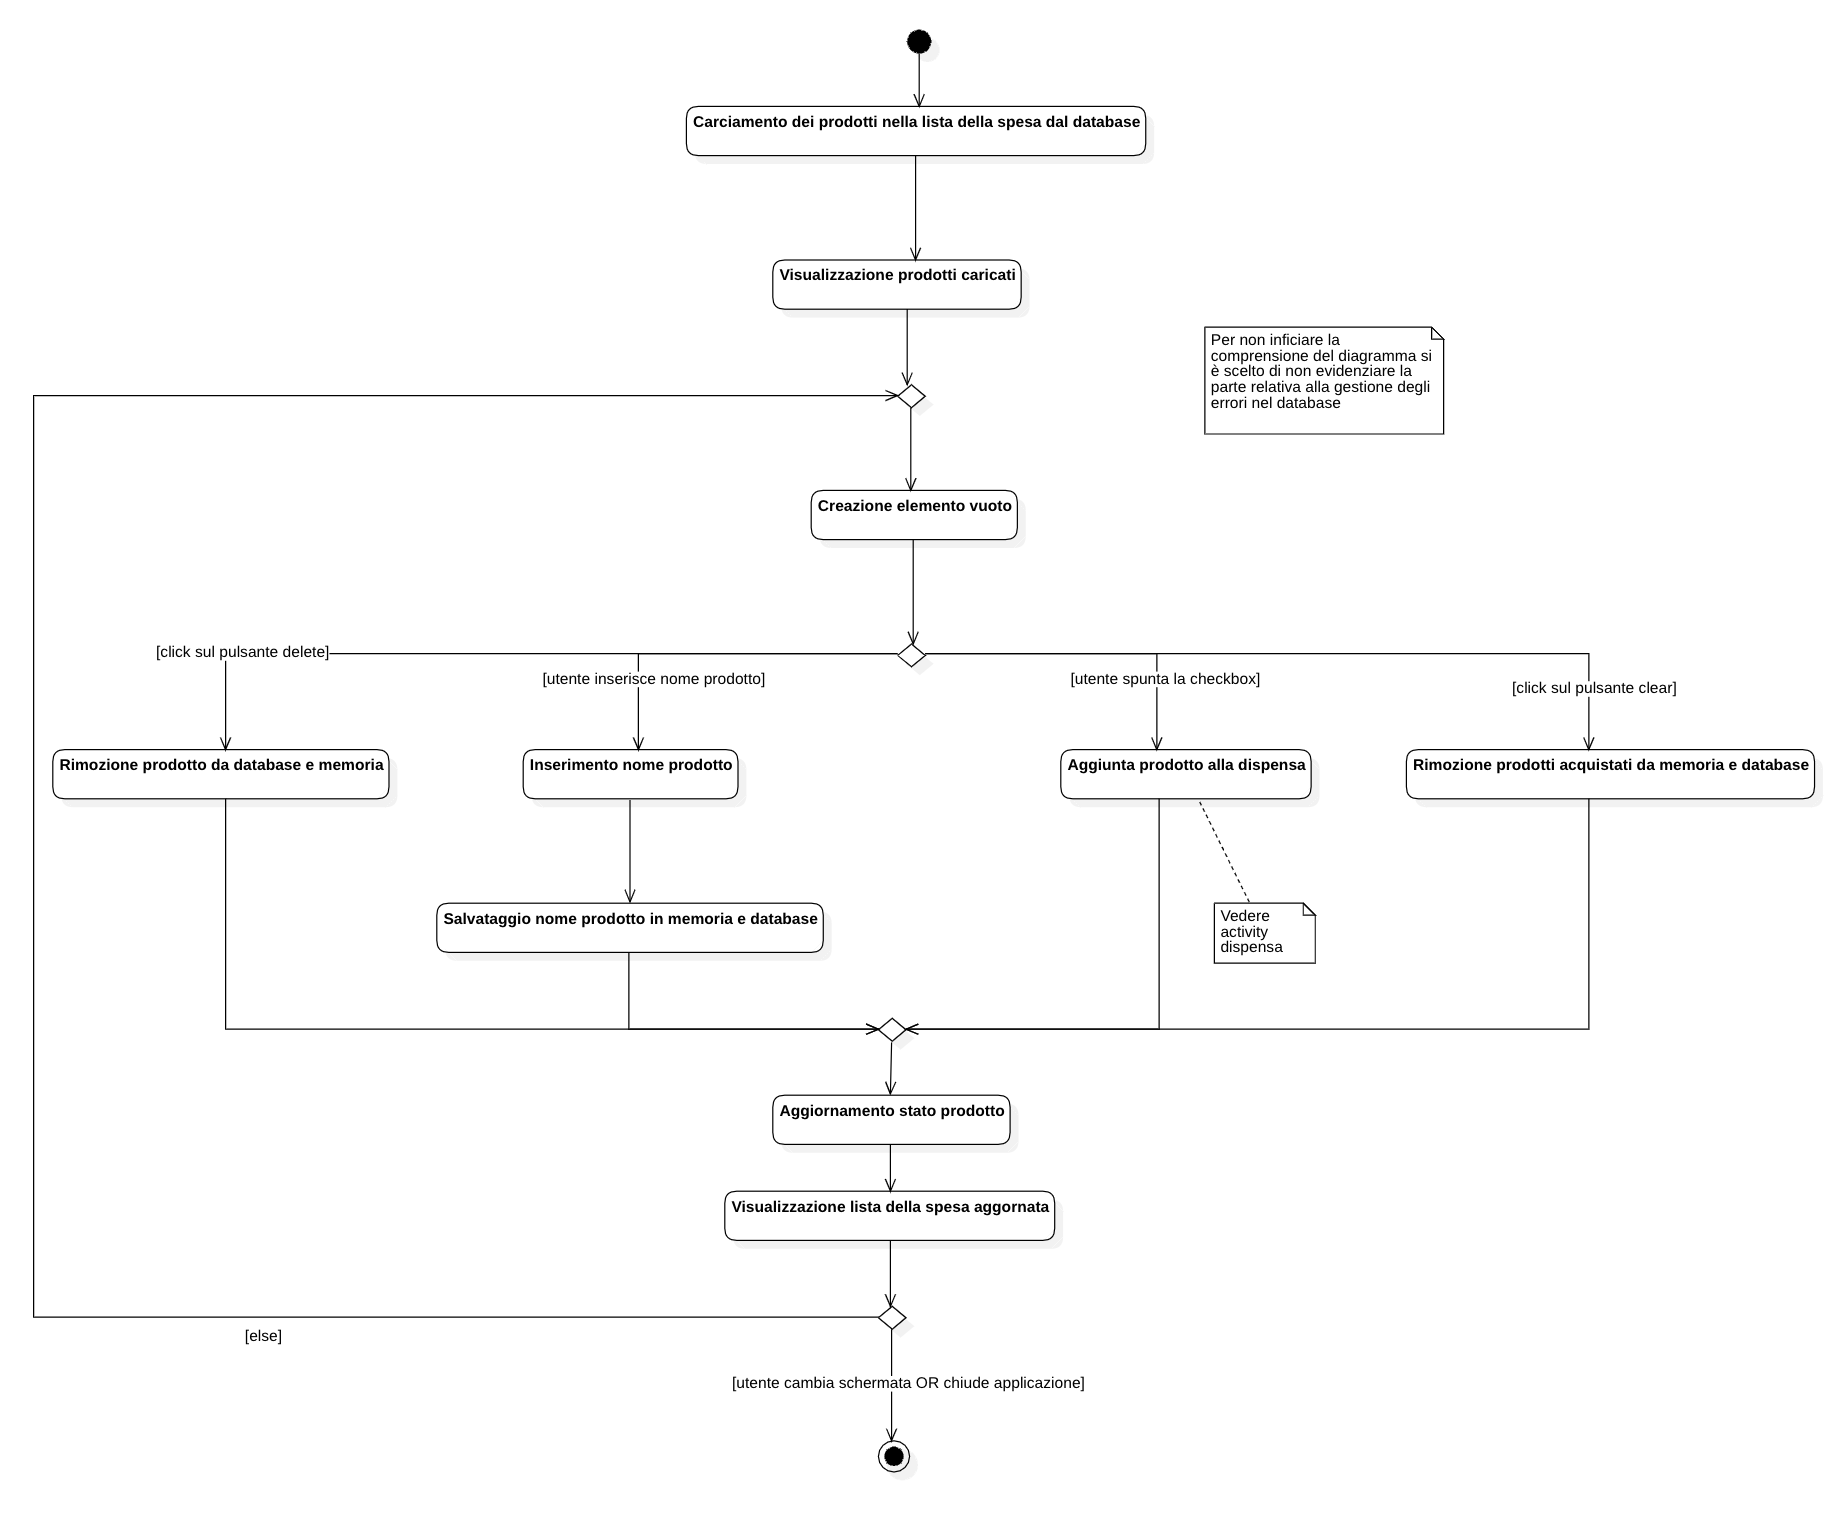 Carciamento dei prodotti nella lista della spesa dal database
Visualizzazione prodotti caricati
Per non inficiare la
comprensione del diagramma si
è scelto di non evidenziare la
parte relativa alla gestione degli
errori nel database
Creazione elemento vuoto
[click sul pulsante delete]
[utente inserisce nome prodotto]
[utente spunta la checkbox]
[click sul pulsante clear]
Rimozione prodotto da database e memoria
Inserimento nome prodotto
Aggiunta prodotto alla dispensa
Rimozione prodotti acquistati da memoria e database
Salvataggio nome prodotto in memoria e database
Vedere
activity
dispensa
Aggiornamento stato prodotto
Visualizzazione lista della spesa aggornata
[else]
[utente cambia schermata OR chiude applicazione]